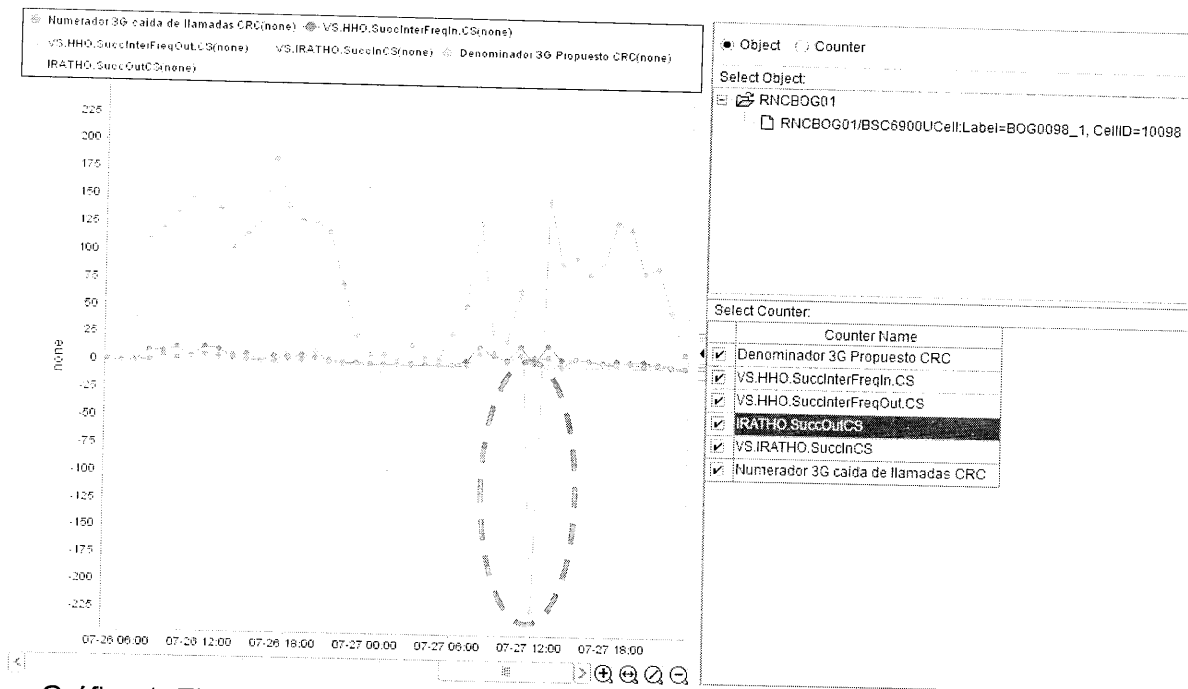 Numerador 3G caída de llamadas CRC(none) VS.HHO.SuccInterFreqIn.CS(none)
VS.HHO.SuccInterFreqOut.CS(none) VS.IRATHO.SuccInCS(none) Denominador 3G Propuesto CRC(none)
IRATHO.SuccOutCS(none)
225
200
175
150
125
100
75
50
25
0
-25
-50
-75
-100
-125
-150
-175
-200
-225
none
07-26 06:00 07-26 12:00 07-26 18:00 07-27 00:00 07-27 06:00 07-27 12:00 07-27 18:00
Object Counter
Select Object:
RNCBOG01
RNCBOG01/BSC6900UCell:Label=BOG0098_1, CellID=10098
Select Counter:
Counter Name
Denominador 3G Propuesto CRC
VS.HHO.SuccInterFreqIn.CS
VS.HHO.SuccInterFreqOut.CS
IRATHO.SuccOutCS
VS.IRATHO.SuccInCS
Numerador 3G caída de llamadas CRC